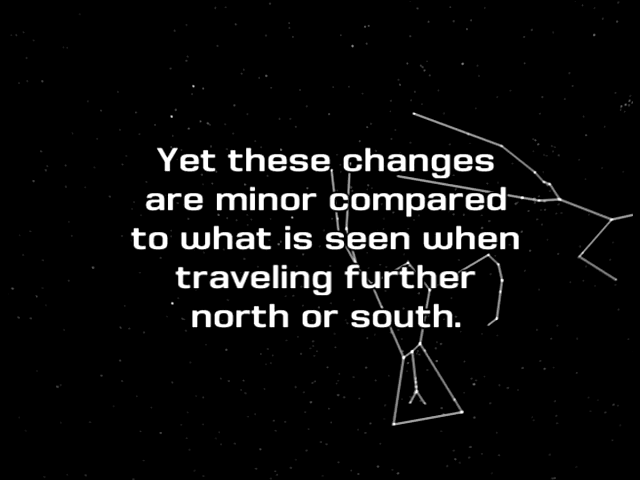 Yet these changes
are minor compared
to what is seen when
traveling further
north or south.